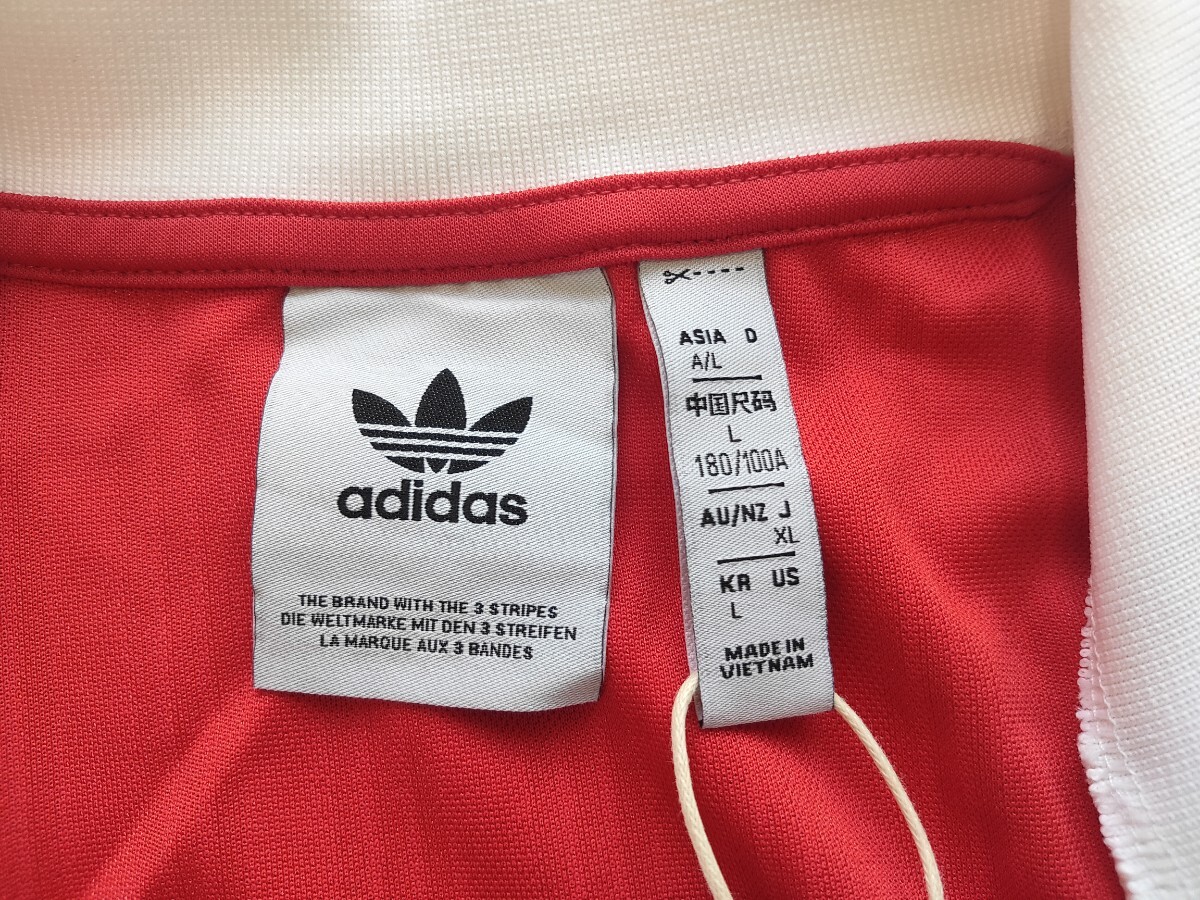 adidas
THE BRAND WITH THE 3 STRIPES
DIE WELTMARKE MIT DEN 3 STREIFEN
LA MARQUE AUX 3 BANDES
ASIA D
A/L
中国尺码
L
180/100A
AU/NZ J
XL
KR US
L
MADE IN
VIETNAM